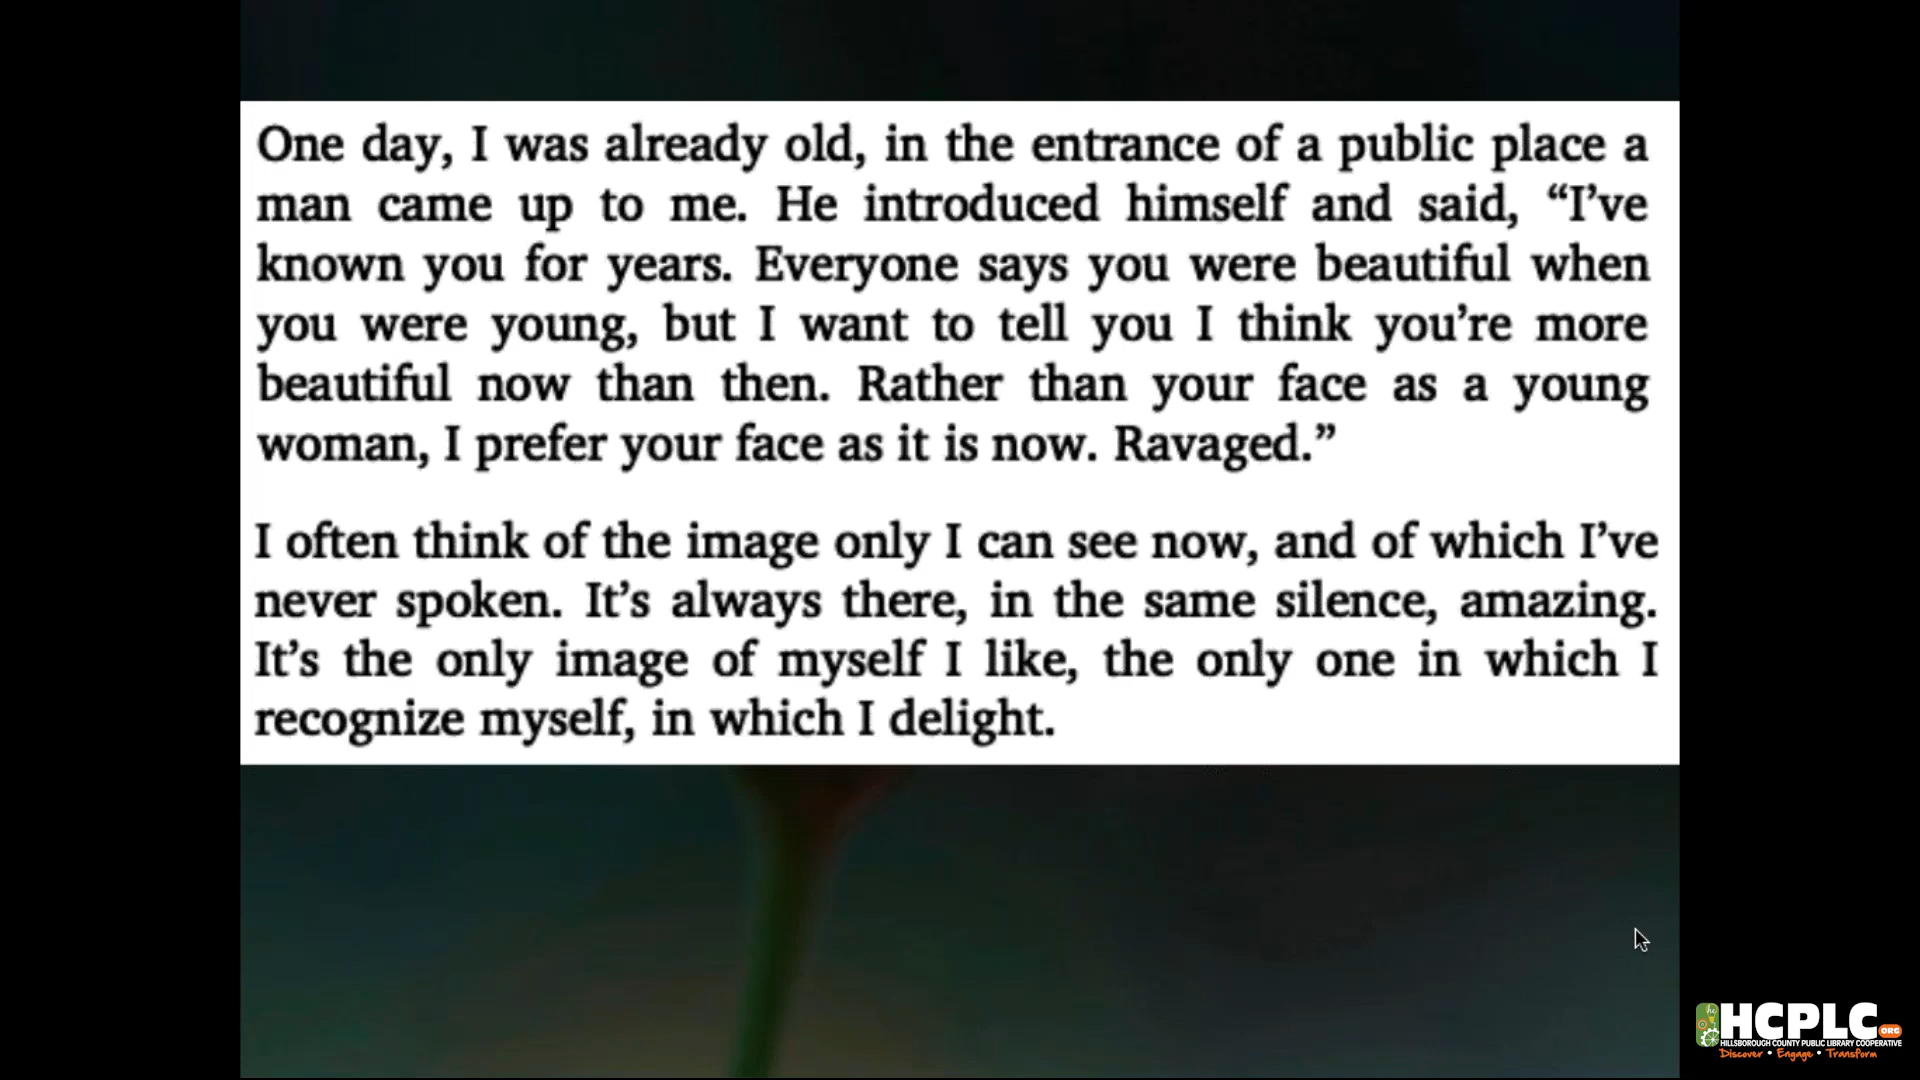 One day, I was already old, in the entrance of a public place a
man came up to me. He introduced himself and said, “I’ve
known you for years. Everyone says you were beautiful when
you were young, but I want to tell you I think you’re more
beautiful now than then. Rather than your face as a young
woman, I prefer your face as it is now. Ravaged.”
I often think of the image only I can see now, and of which I’ve
never spoken. It’s always there, in the same silence, amazing.
It’s the only image of myself I like, the only one in which I
recognize myself, in which I delight.
HCPLC ORG
HILLSBOROUGH COUNTY PUBLIC LIBRARY COOPERATIVE
Discover • Engage • Transform